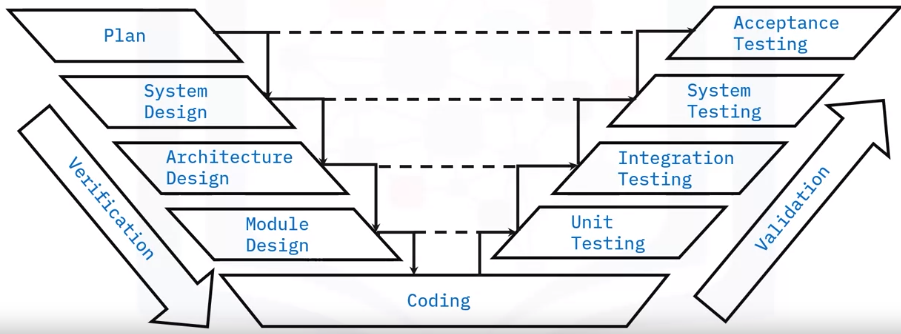 Plan
Acceptance
Testing
System
Design
System
Testing
Architecture
Design
Integration
Testing
Module
Design
Unit
Testing
Verification
Validation
Coding